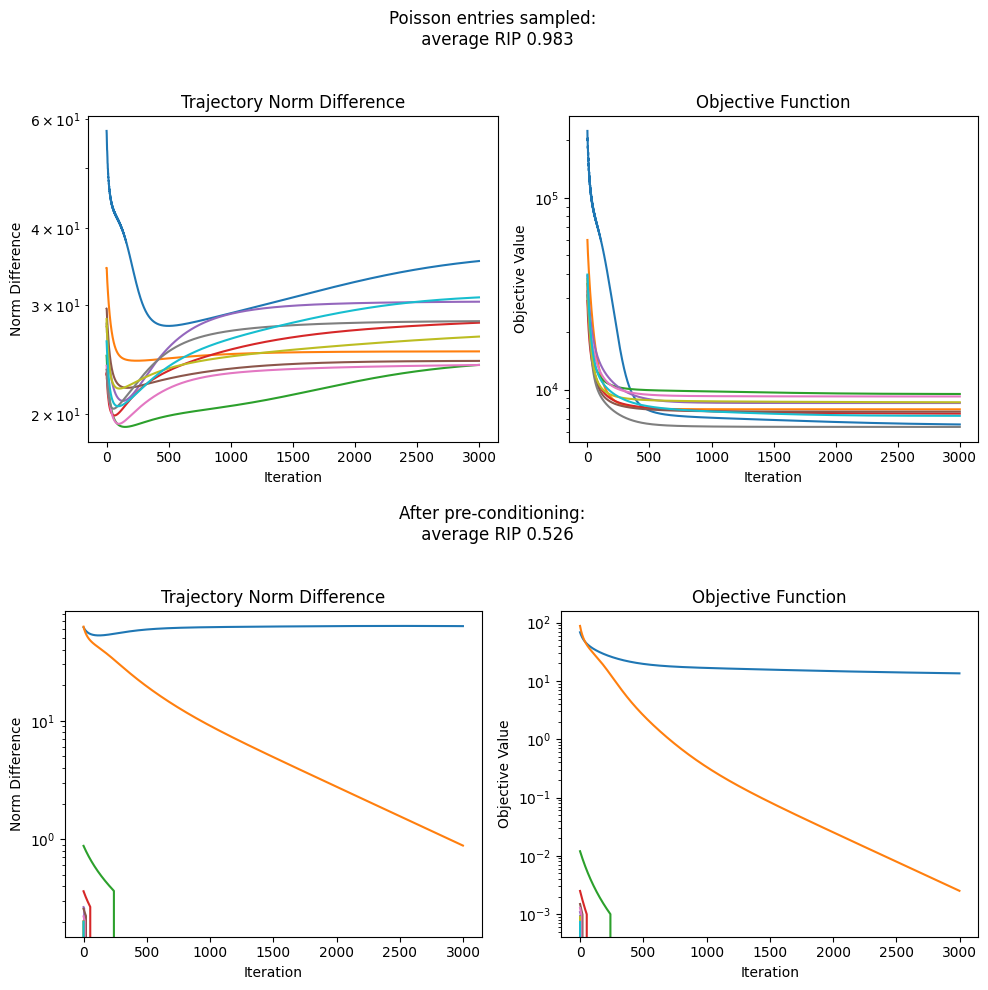 Poisson entries sampled:
average RIP 0.983
Trajectory Norm Difference
Objective Function
6 × 10¹
4 × 10¹
3 × 10¹
2 × 10¹
Norm Difference
0 500 1000 1500 2000 2500 3000
Iteration
10⁵
10⁴
Objective Value
0 500 1000 1500 2000 2500 3000
Iteration
After pre-conditioning:
average RIP 0.526
Trajectory Norm Difference
Objective Function
10¹
10⁰
Norm Difference
0 500 1000 1500 2000 2500 3000
Iteration
10²
10¹
10⁰
10⁻¹
10⁻²
10⁻³
Objective Value
0 500 1000 1500 2000 2500 3000
Iteration